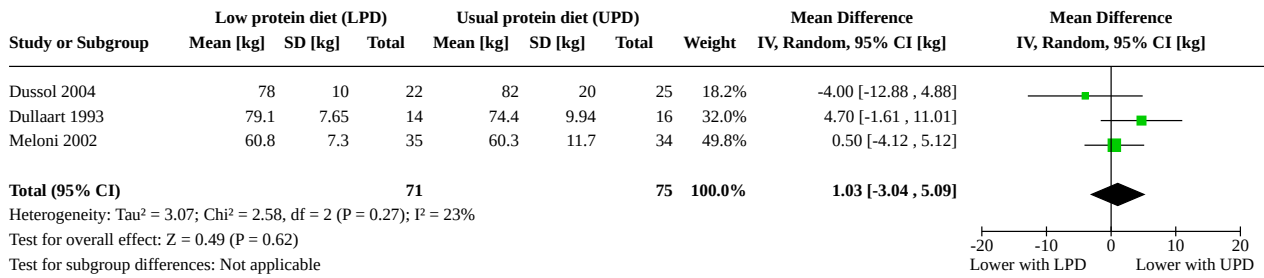 Low protein diet (LPD) Usual protein diet (UPD) Mean Difference Mean Difference
Study or Subgroup Mean [kg] SD [kg] Total Mean [kg] SD [kg] Total Weight IV, Random, 95% CI [kg] IV, Random, 95% CI [kg]
Dussol 2004 78 10 22 82 20 25 18.2% -4.00 [-12.88 , 4.88]
Dullaart 1993 79.1 7.65 14 74.4 9.94 16 32.0% 4.70 [-1.61 , 11.01]
Meloni 2002 60.8 7.3 35 60.3 11.7 34 49.8% 0.50 [-4.12 , 5.12]
Total (95% CI) 71 75 100.0% 1.03 [-3.04 , 5.09]
Heterogeneity: Tau² = 3.07; Chi² = 2.58, df = 2 (P = 0.27); I² = 23%
Test for overall effect: Z = 0.49 (P = 0.62)
Test for subgroup differences: Not applicable
-20 -10 0 10 20
Lower with LPD Lower with UPD